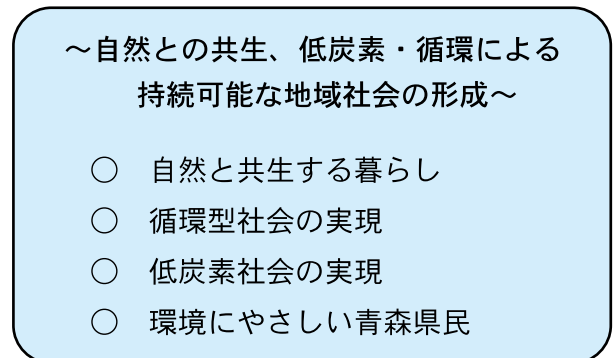 ～自然との共生、低炭素・循環による
持続可能な地域社会の形成～
○　自然と共生する暮らし
○　循環型社会の実現
○　低炭素社会の実現
○　環境にやさしい青森県民